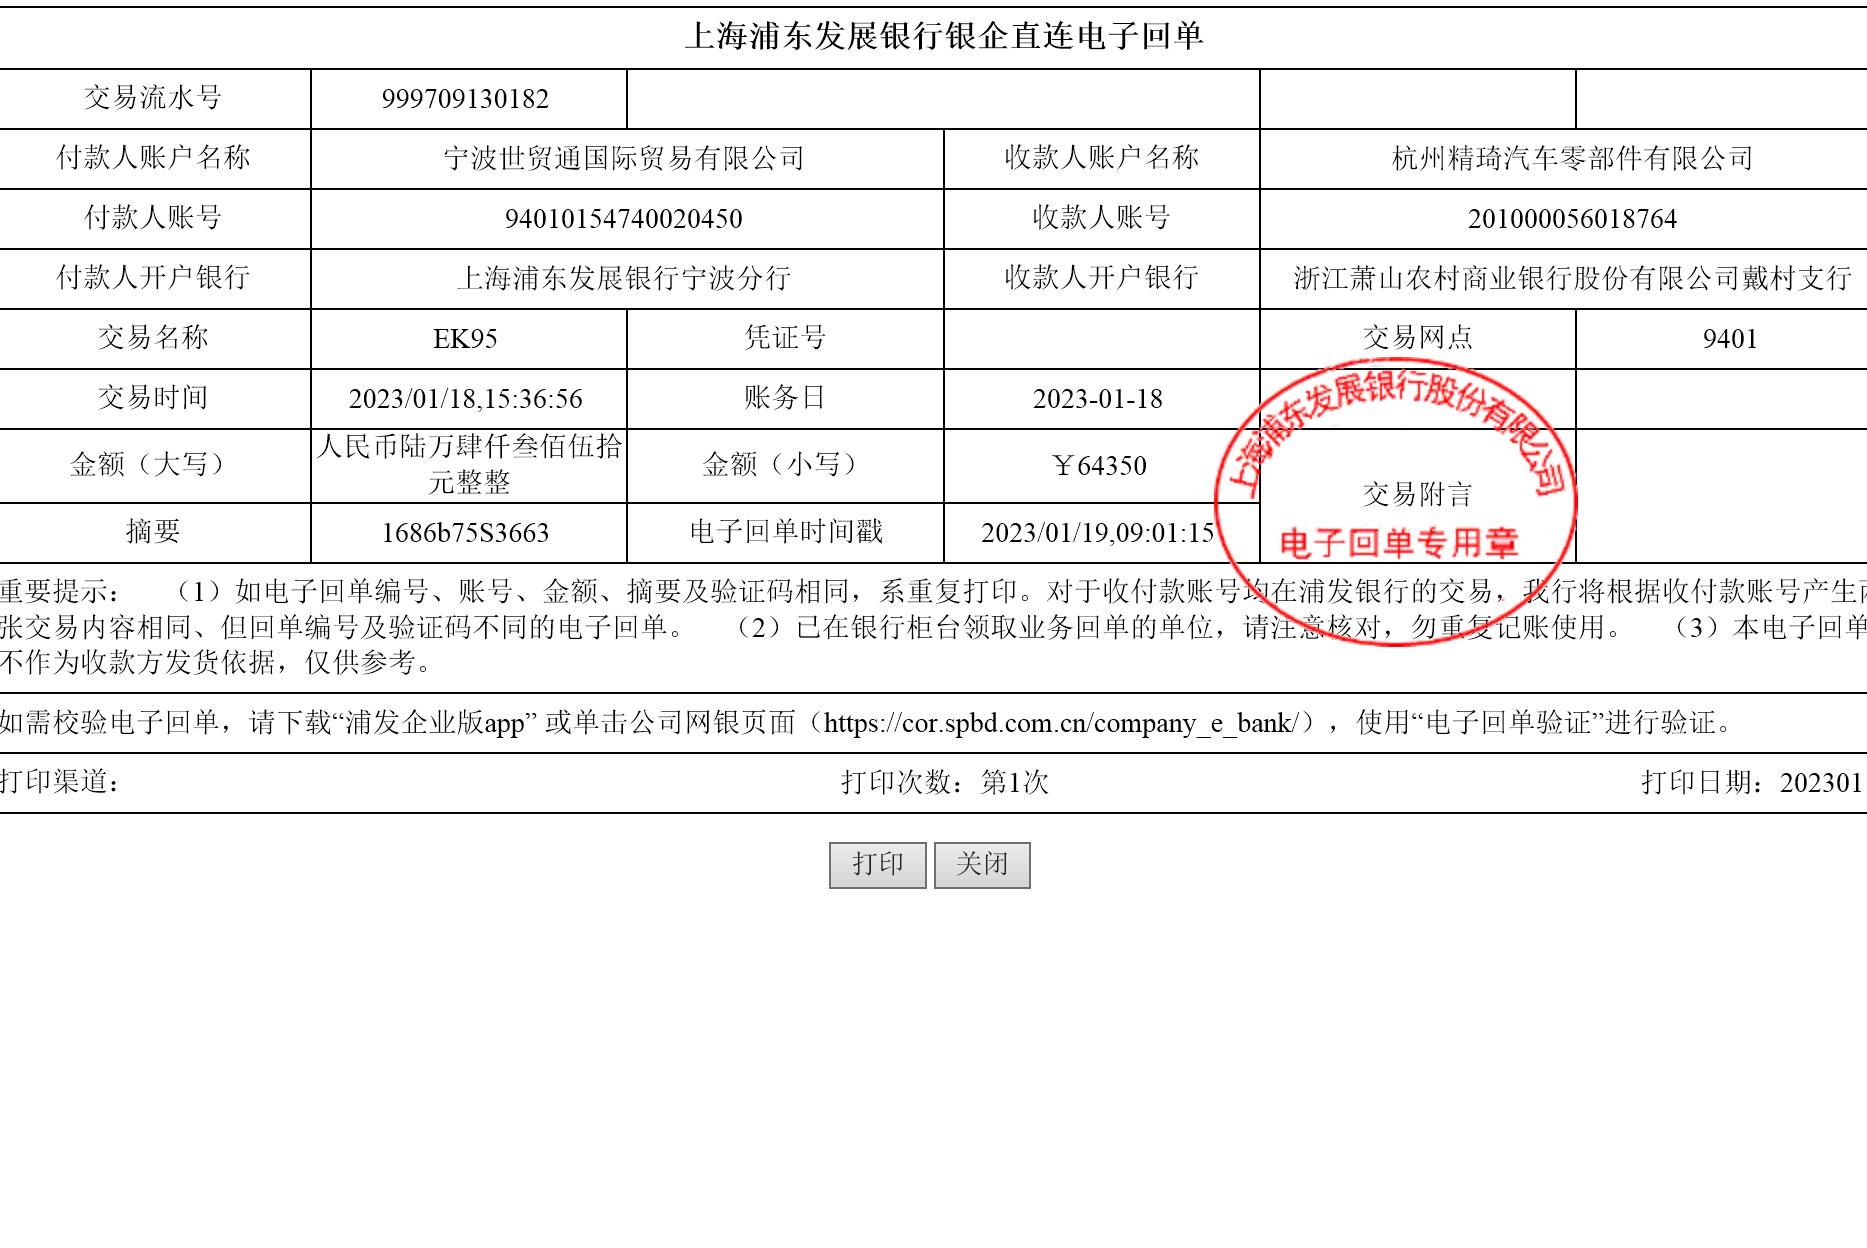 上海浦东发展银行银企直连电子回单
交易流水号 999709130182
付款人账户名称 宁波世贸通国际贸易有限公司 收款人账户名称 杭州精琦汽车零部件有限公司
付款人账号 94010154740020450 收款人账号 201000056018764
付款人开户银行 上海浦东发展银行宁波分行 收款人开户银行 浙江萧山农村商业银行股份有限公司戴村支行
交易名称 EK95 凭证号 交易网点 9401
交易时间 2023/01/18,15:36:56 账务日 2023-01-18
金额（大写） 人民币陆万肆仟叁佰伍拾
元整整 金额（小写） ￥64350
交易附言
摘要 1686b75S3663 电子回单时间戳 2023/01/19,09:01:15
上海浦东发展银行股份有限公司
电子回单专用章
重要提示： （1）如电子回单编号、账号、金额、摘要及验证码相同，系重复打印。对于收付款账号均在浦发银行的交易，我行将根据收付款账号产生两
张交易内容相同、但回单编号及验证码不同的电子回单。 （2）已在银行柜台领取业务回单的单位，请注意核对，勿重复记账使用。 （3）本电子回单
不作为收款方发货依据，仅供参考。
如需校验电子回单，请下载“浦发企业版app” 或单击公司网银页面（https://cor.spbd.com.cn/company_e_bank/），使用“电子回单验证”进行验证。
打印渠道： 打印次数：第1次 打印日期：202301
打印 关闭